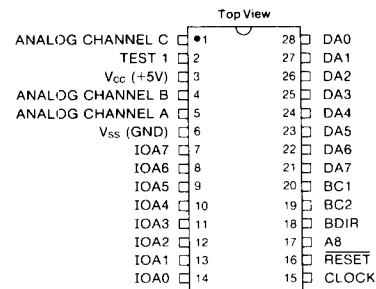 Top View
ANALOG CHANNEL C 1 28 DA0
TEST 1 2 27 DA1
Vcc (+5V) 3 26 DA2
ANALOG CHANNEL B 4 25 DA3
ANALOG CHANNEL A 5 24 DA4
Vss (GND) 6 23 DA5
IOA7 7 22 DA6
IOA6 8 21 DA7
IOA5 9 20 BC1
IOA4 10 19 BC2
IOA3 11 18 BDIR
IOA2 12 17 A8
IOA1 13 16 RESET
IOA0 14 15 CLOCK